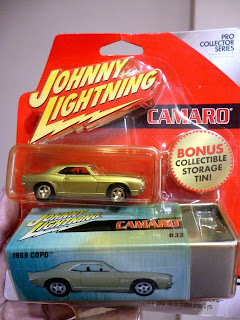 PRO
COLLECTOR
SERIES
JOHNNY
LIGHTNING
CAMARO
BONUS
COLLECTIBLE
STORAGE
TIN!
JOHNNY
LIGHTNING
CAMARO
#33
1969 COPO